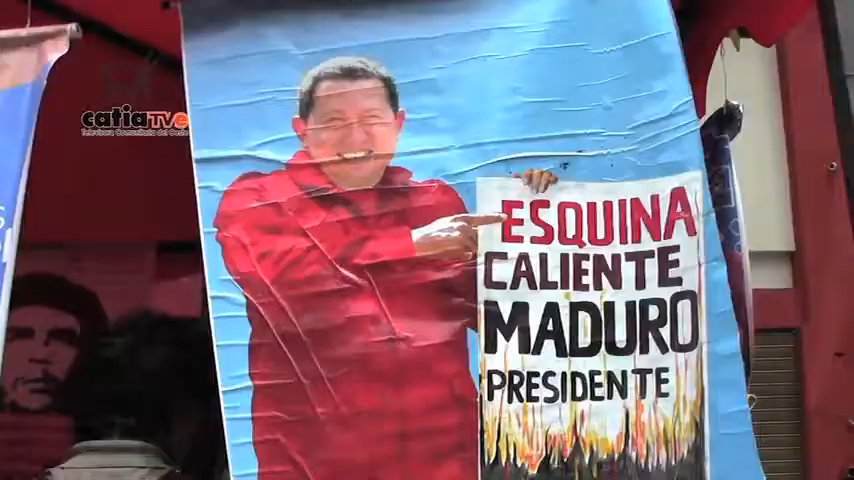 catiaTVe
Televisora Comunitaria del Oeste
ESQUINA
CALIENTE
MADURO
PRESIDENTE